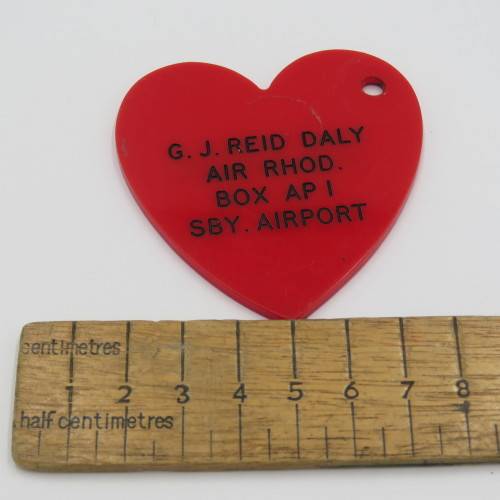 G. J. REID DALY
AIR RHOD.
BOX AP 1
SBY. AIRPORT
centimetres
1 2 3 4 5 6 7 8
half centimetres